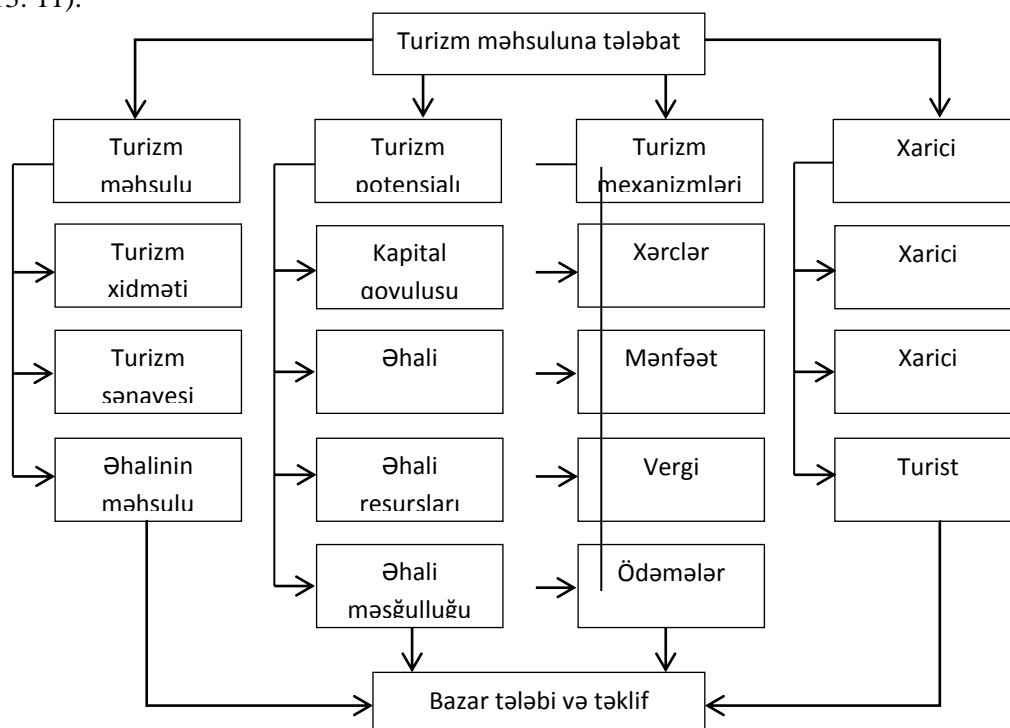 Turizm məhsuluna tələbat
Turizm
məhsulu
Turizm
potensialı
Turizm
mexanizmləri
Xarici
Turizm
xidməti
Kapital
qoyuluşu
Xərclər
Xarici
Turizm
sənayesi
Əhali
Mənfəət
Xarici
Əhalinin
məhsulu
Əhali
resursları
Vergi
Turist
Əhali
məşğulluğu
Ödəmələr
Bazar tələbi və təklif